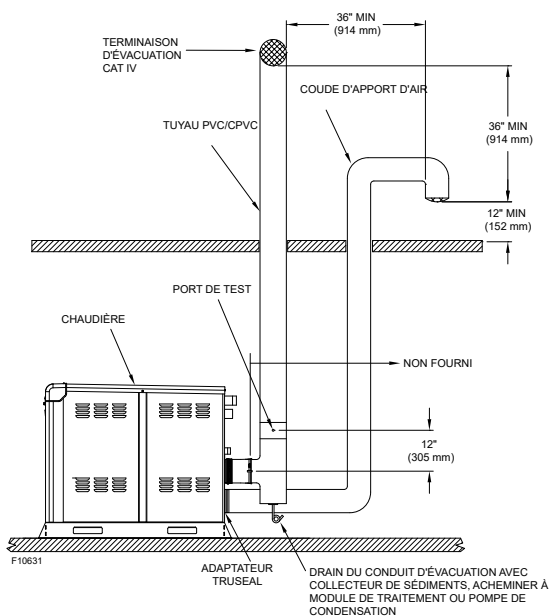 36" MIN
(914 mm)
TERMINAISON
D'ÉVACUATION
CAT IV
COUDE D'APPORT D'AIR
TUYAU PVC/CPVC
36" MIN
(914 mm)
12" MIN
(152 mm)
PORT DE TEST
CHAUDIÈRE
NON FOURNI
12"
(305 mm)
F10631
ADAPTATEUR
TRUSEAL
DRAIN DU CONDUIT D'ÉVACUATION AVEC
COLLECTEUR DE SÉDIMENTS, ACHEMINER À
MODULE DE TRAITEMENT OU POMPE DE
CONDENSATION